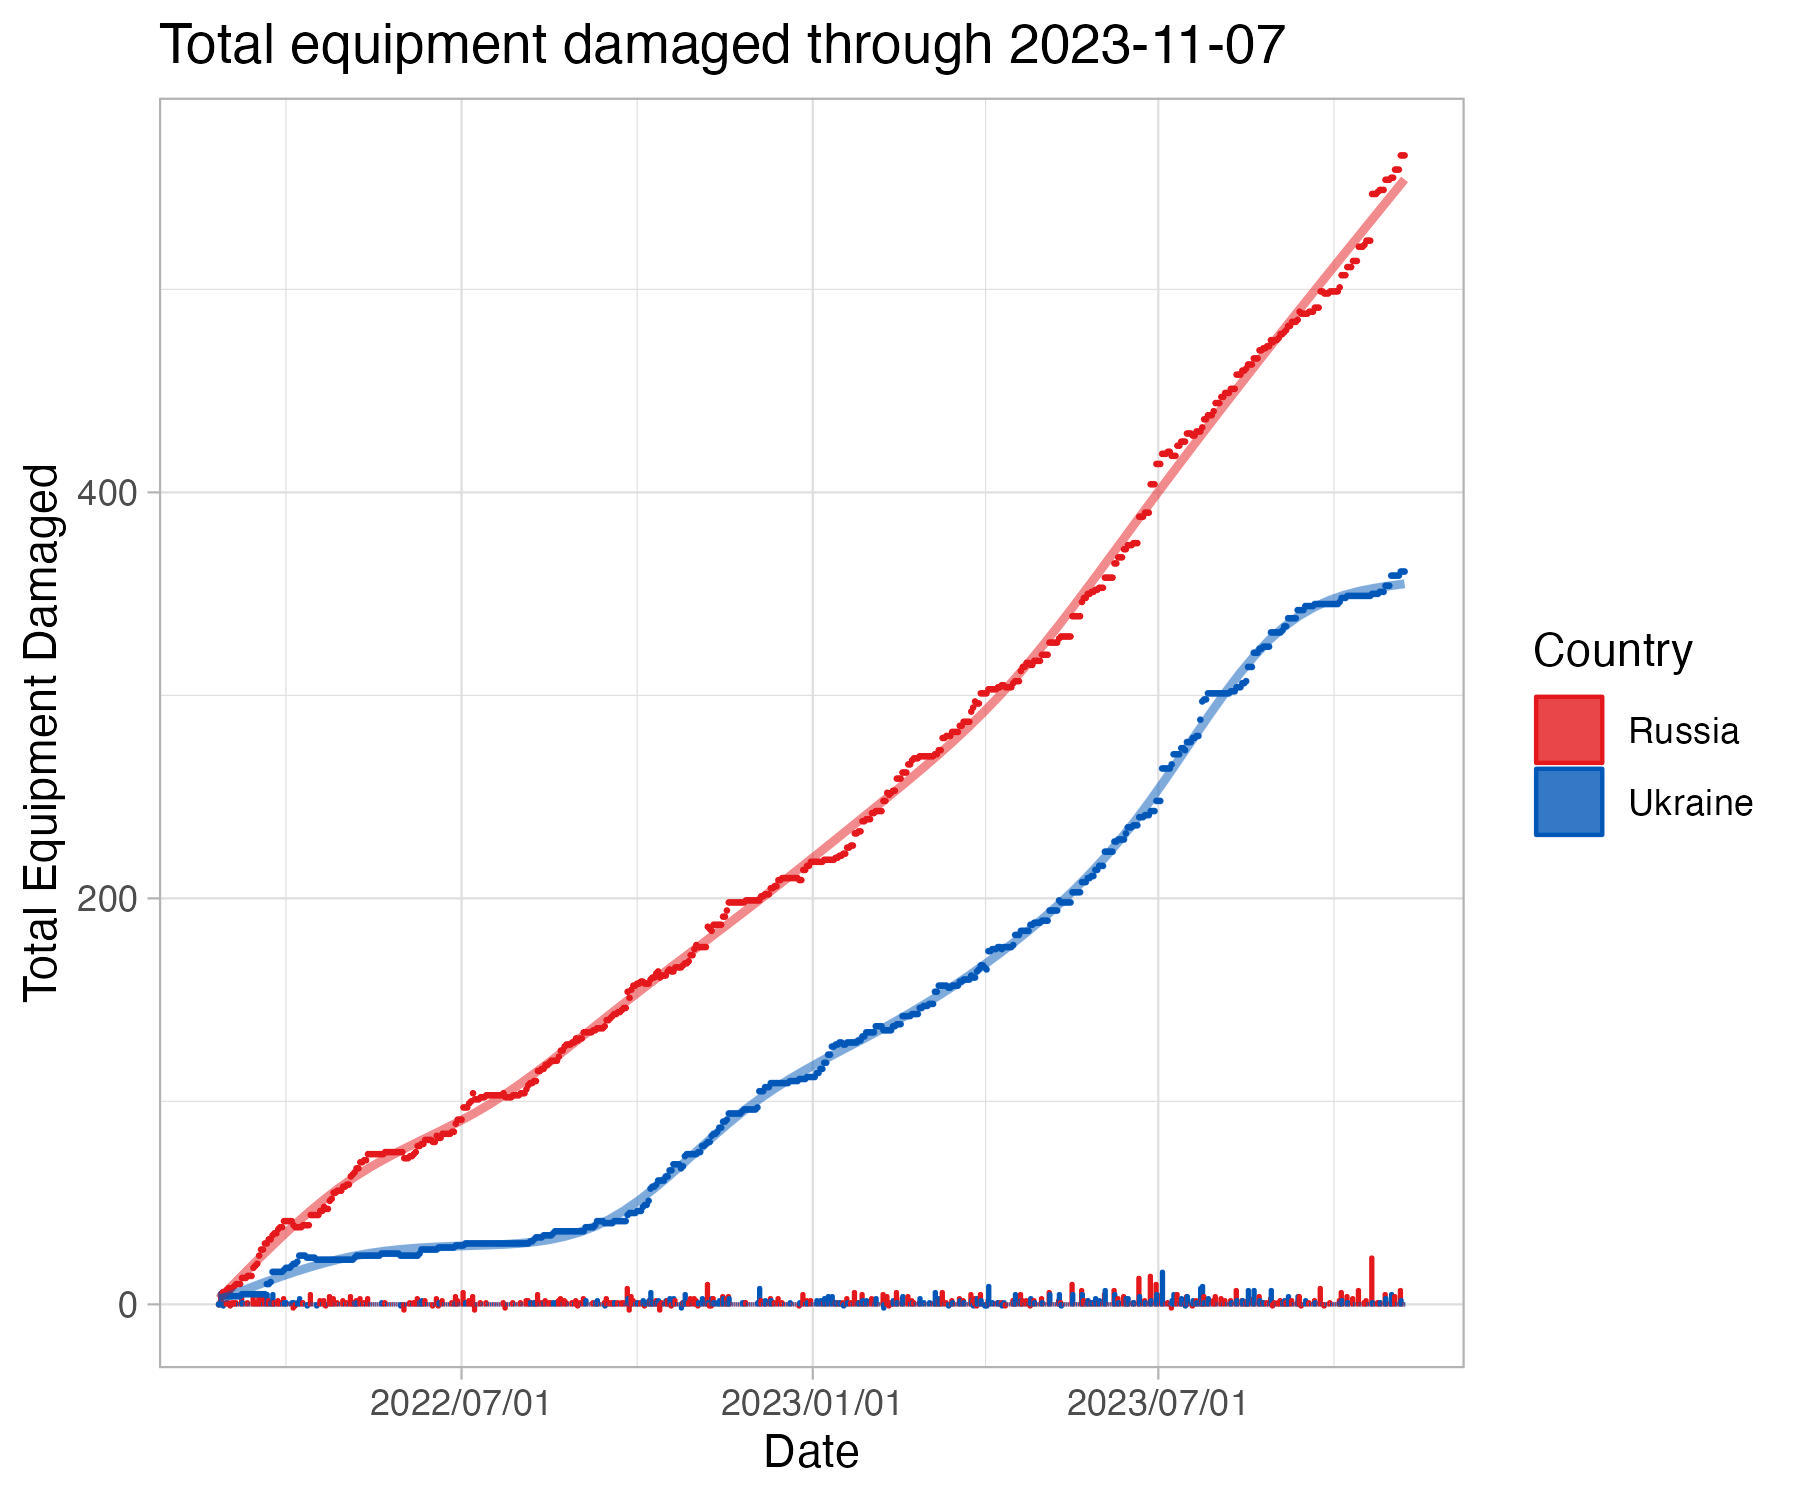 Total equipment damaged through 2023-11-07
Total Equipment Damaged
400
200
0
2022/07/01
2023/01/01
2023/07/01
Date
Country
Russia
Ukraine